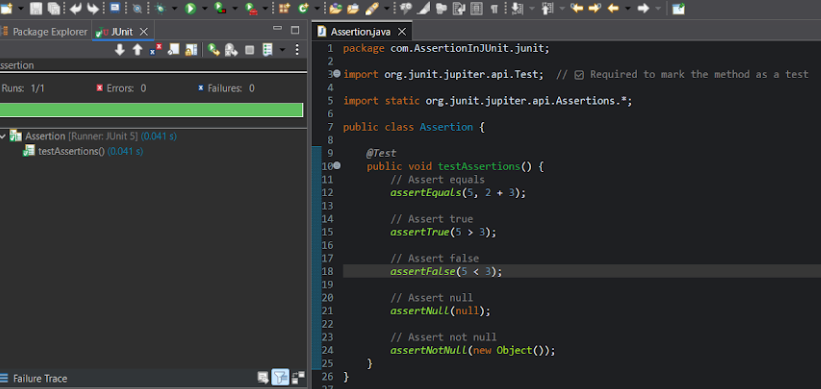 Package Explorer JUnit
ssertion
Runs: 1/1 Errors: 0 Failures: 0
Assertion [Runner: JUnit 5] (0.041 s)
testAssertions() (0.041 s)
Failure Trace
Assertion.java
1 package com.AssertionInJUnit.junit;
2
3 import org.junit.jupiter.api.Test; // ☑ Required to mark the method as a test
4
5 import static org.junit.jupiter.api.Assertions.*;
6
7 public class Assertion {
8
9 @Test
10 public void testAssertions() {
11 // Assert equals
12 assertEquals(5, 2 + 3);
13
14 // Assert true
15 assertTrue(5 > 3);
16
17 // Assert false
18 assertFalse(5 < 3);
19
20 // Assert null
21 assertNull(null);
22
23 // Assert not null
24 assertNotNull(new Object());
25 }
26 }